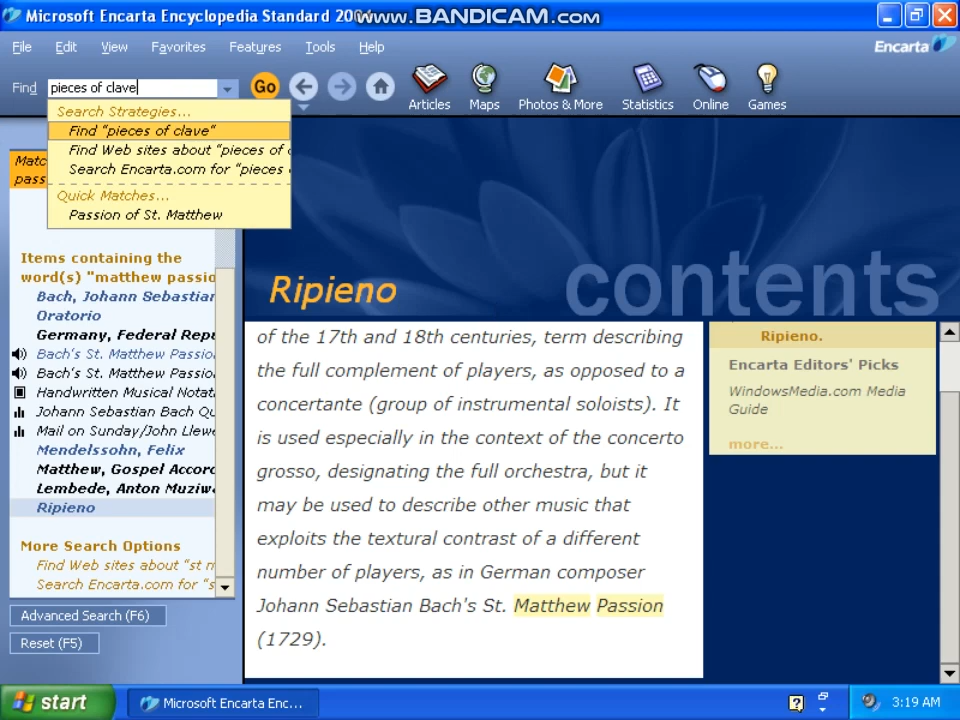 Microsoft Encarta Encyclopedia Standard 2004
www.BANDICAM.com
File Edit View Favorites Features Tools Help
Encarta
Find pieces of clave Go
Articles Maps Photos & More Statistics Online Games
Search Strategies...
Find "pieces of clave"
Find Web sites about "pieces of c
Search Encarta.com for "pieces
Quick Matches...
Passion of St. Matthew
Matc
pass
Items containing the
word(s) "matthew passio
Bach, Johann Sebastian
Oratorio
Germany, Federal Repu
Bach's St. Matthew Passio
Bach's St. Matthew Passio
Handwritten Musical Notat
Johann Sebastian Bach Qu
Mail on Sunday/John Llewe
Mendelssohn, Felix
Matthew, Gospel Accord
Lembede, Anton Muziwa
Ripieno
More Search Options
Find Web sites about "st m
Search Encarta.com for "s
Advanced Search (F6)
Reset (F5)
Ripieno
contents
of the 17th and 18th centuries, term describing
the full complement of players, as opposed to a
concertante (group of instrumental soloists). It
is used especially in the context of the concerto
grosso, designating the full orchestra, but it
may be used to describe other music that
exploits the textural contrast of a different
number of players, as in German composer
Johann Sebastian Bach's St. Matthew Passion
(1729).
Ripieno.
Encarta Editors' Picks
WindowsMedia.com Media
Guide
more...
start
Microsoft Encarta Enc...
3:19 AM